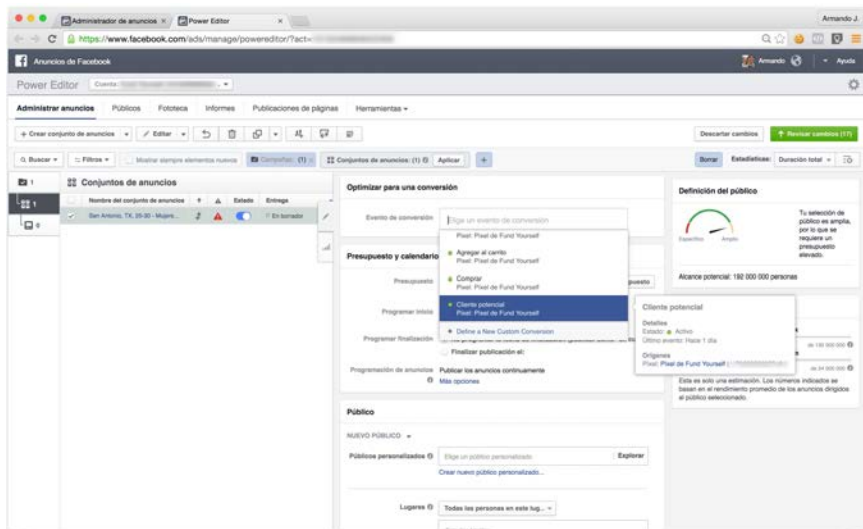 Administrador de anuncios
Power Editor
Armando J.
https://www.facebook.com/ads/manage/powereditor/?act=
Anuncios de Facebook
Armando
Ayuda
Power Editor
Cuenta:
Administrar anuncios
Públicos
Fototeca
Informes
Publicaciones de páginas
Herramientas
+ Crear conjunto de anuncios
Editar
Descartar cambios
Revisar cambios (17)
Buscar
Filtros
Mostrar siempre elementos nuevos
Campañas: (1)
Conjuntos de anuncios: (1)
Aplicar
+
Borrar
Estadísticas:
Duración total
1
Conjuntos de anuncios
1
Nombre del conjunto de anuncios
Estado
Entrega
San Antonio, TX, 25-30 - Mujere...
En borrador
0
Optimizar para una conversión
Evento de conversión
Elige un evento de conversión
Pixel: Pixel de Fund Yourself
Agregar al carrito
Pixel: Pixel de Fund Yourself
Comprar
Pixel: Pixel de Fund Yourself
Cliente potencial
Pixel: Pixel de Fund Yourself
+ Define a New Custom Conversion
Presupuesto y calendario
Presupuesto
Programar inicio
Programar finalización
Finalizar publicación el:
Programación de anuncios
Publicar los anuncios continuamente
Más opciones
Público
NUEVO PÚBLICO
Públicos personalizados
Elige un público personalizado
Explorar
Crear nuevo público personalizado...
Lugares
Todas las personas en este lug...
Definición del público
Específico
Amplio
Tu selección de
público es amplia,
por lo que se
requiere un
presupuesto
elevado.
Alcance potencial: 192 000 000 personas
Cliente potencial
Detalles
Estado: Activo
Último evento: Hace 1 día
Orígenes
Pixel: Pixel de Fund Yourself
Esta es solo una estimación. Los números indicados se
basan en el rendimiento promedio de los anuncios dirigidos
al público seleccionado.